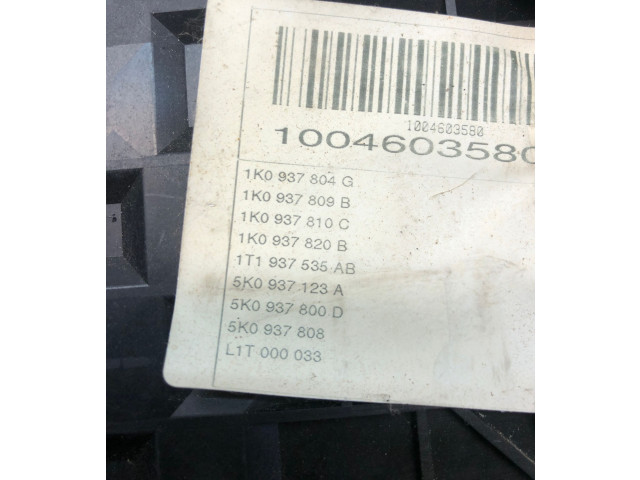 1004603580
1004603580
1K0 937 804 G
1K0 937 809 B
1K0 937 810 C
1K0 937 820 B
1T1 937 535 AB
5K0 937 123 A
5K0 937 800 D
5K0 937 808
L1T 000 033